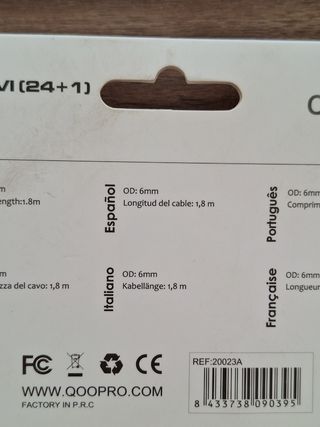 VI (24+1)
ength:1.8m
Español
OD: 6mm
Longitud del cable: 1,8 m
Português
OD: 6mm
Comprim
zza del cavo: 1,8 m
Italiano
OD: 6mm
Kabellänge: 1,8 m
Française
OD: 6mm
Longueur
FC CE
REF:20023A
WWW.QOOPRO.COM
FACTORY IN P.R.C
8 433738 090395